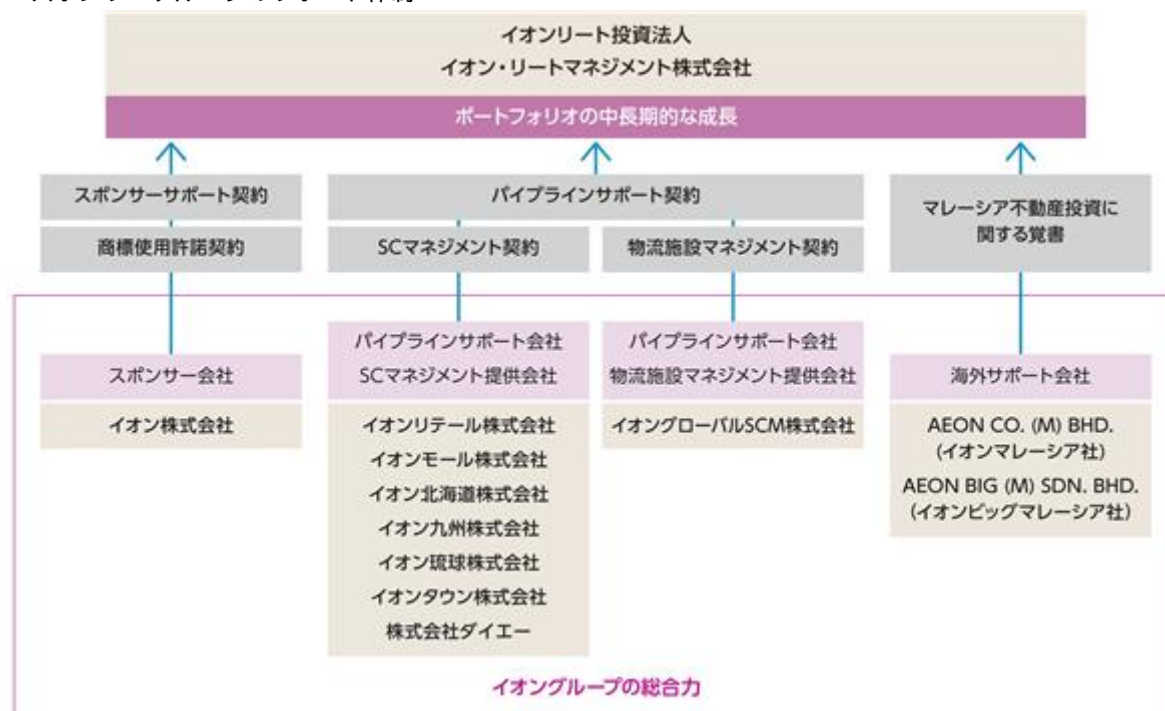 イオンリート投資法人
イオン・リートマネジメント株式会社
ポートフォリオの中長期的な成長
スポンサーサポート契約
商標使用許諾契約
パイプラインサポート契約
SCマネジメント契約
物流施設マネジメント契約
マレーシア不動産投資に
関する覚書
スポンサー会社
イオン株式会社
パイプラインサポート会社
SCマネジメント提供会社
イオンリテール株式会社
イオンモール株式会社
イオン北海道株式会社
イオン九州株式会社
イオン琉球株式会社
イオンタウン株式会社
株式会社ダイエー
パイプラインサポート会社
物流施設マネジメント提供会社
イオングローバルSCM株式会社
海外サポート会社
AEON CO. (M) BHD.
(イオンマレーシア社)
AEON BIG (M) SDN. BHD.
(イオンビッグマレーシア社)
イオングループの総合力